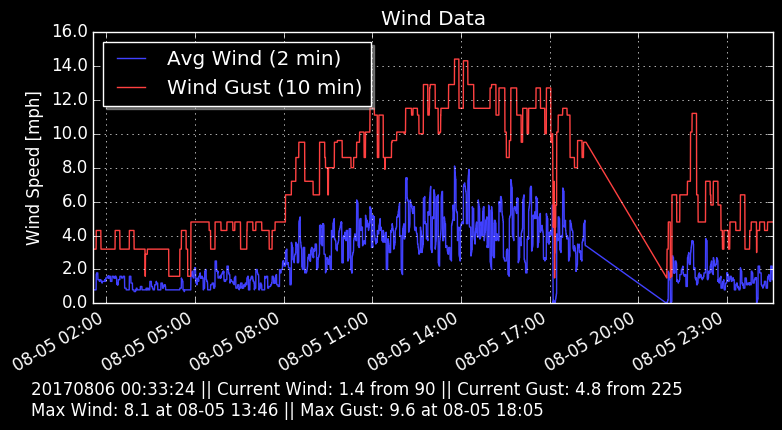 Wind Data
16.0
14.0
12.0
10.0
8.0
6.0
4.0
2.0
0.0
Wind Speed [mph]
Avg Wind (2 min)
Wind Gust (10 min)
08-05 02:00
08-05 05:00
08-05 08:00
08-05 11:00
08-05 14:00
08-05 17:00
08-05 20:00
08-05 23:00
20170806 00:33:24 || Current Wind: 1.4 from 90 || Current Gust: 4.8 from 225
Max Wind: 8.1 at 08-05 13:46 || Max Gust: 9.6 at 08-05 18:05